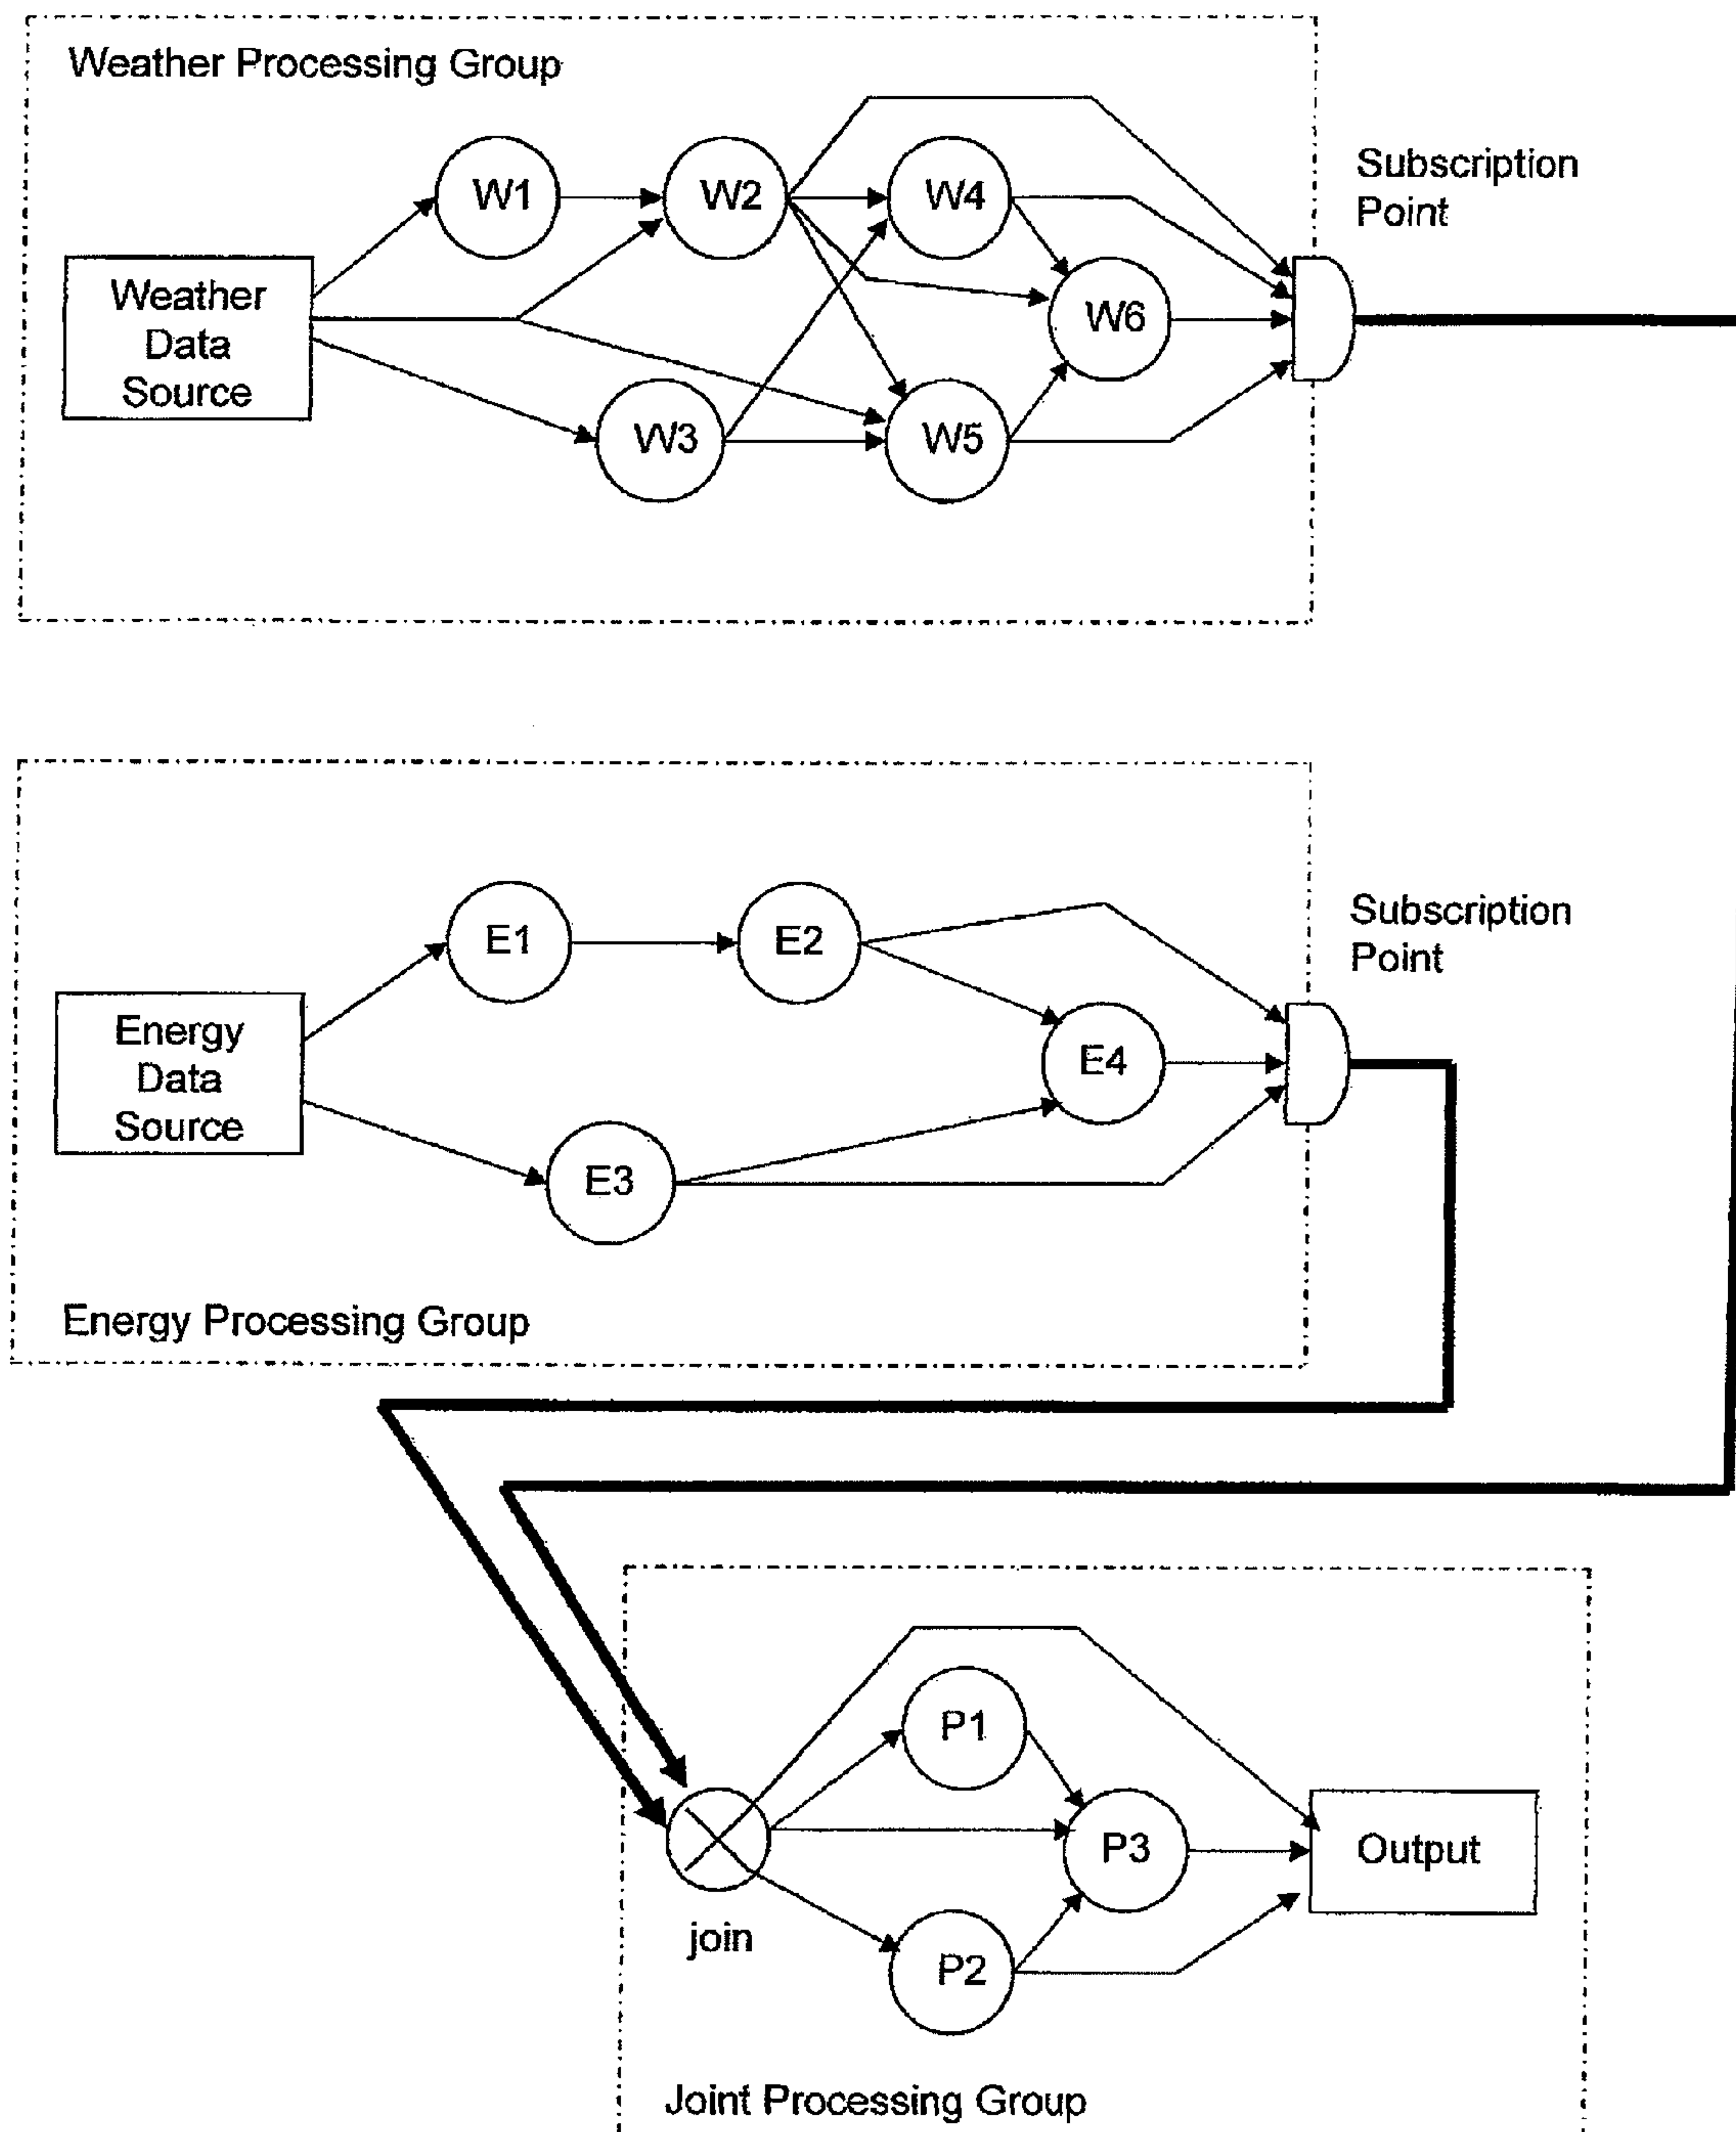 Weather Processing Group
Subscription
Point
W1
W2
W4
Weather
Data
Source
W6
W3
W5
Subscription
Point
E1
E2
Energy
Data
Source
E4
E3
Energy Processing Group
P1
P3
Output
join
P2
Joint Processing Group